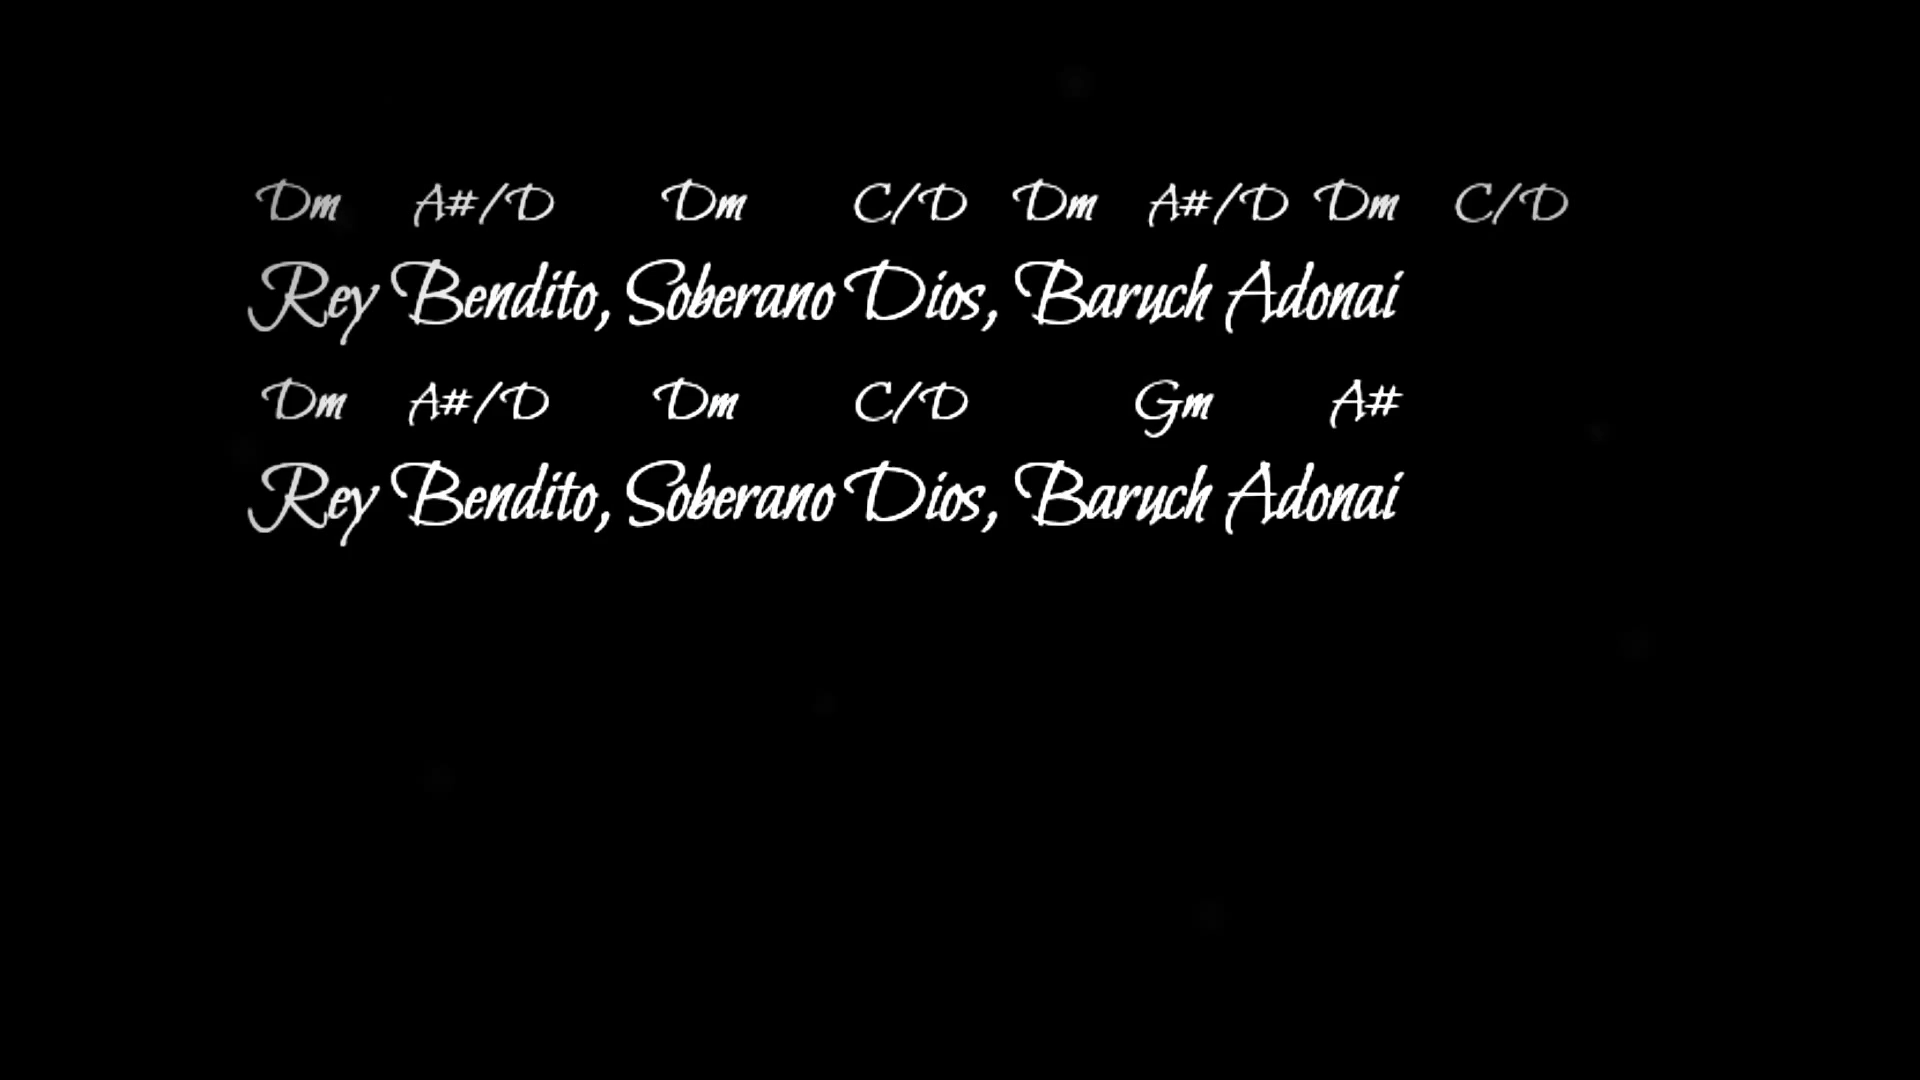 Dm A#/D Dm C/D Dm A#/D Dm C/D
Rey Bendito, Soberano Dios, Baruch Adonai
Dm A#/D Dm C/D Gm A#
Rey Bendito, Soberano Dios, Baruch Adonai